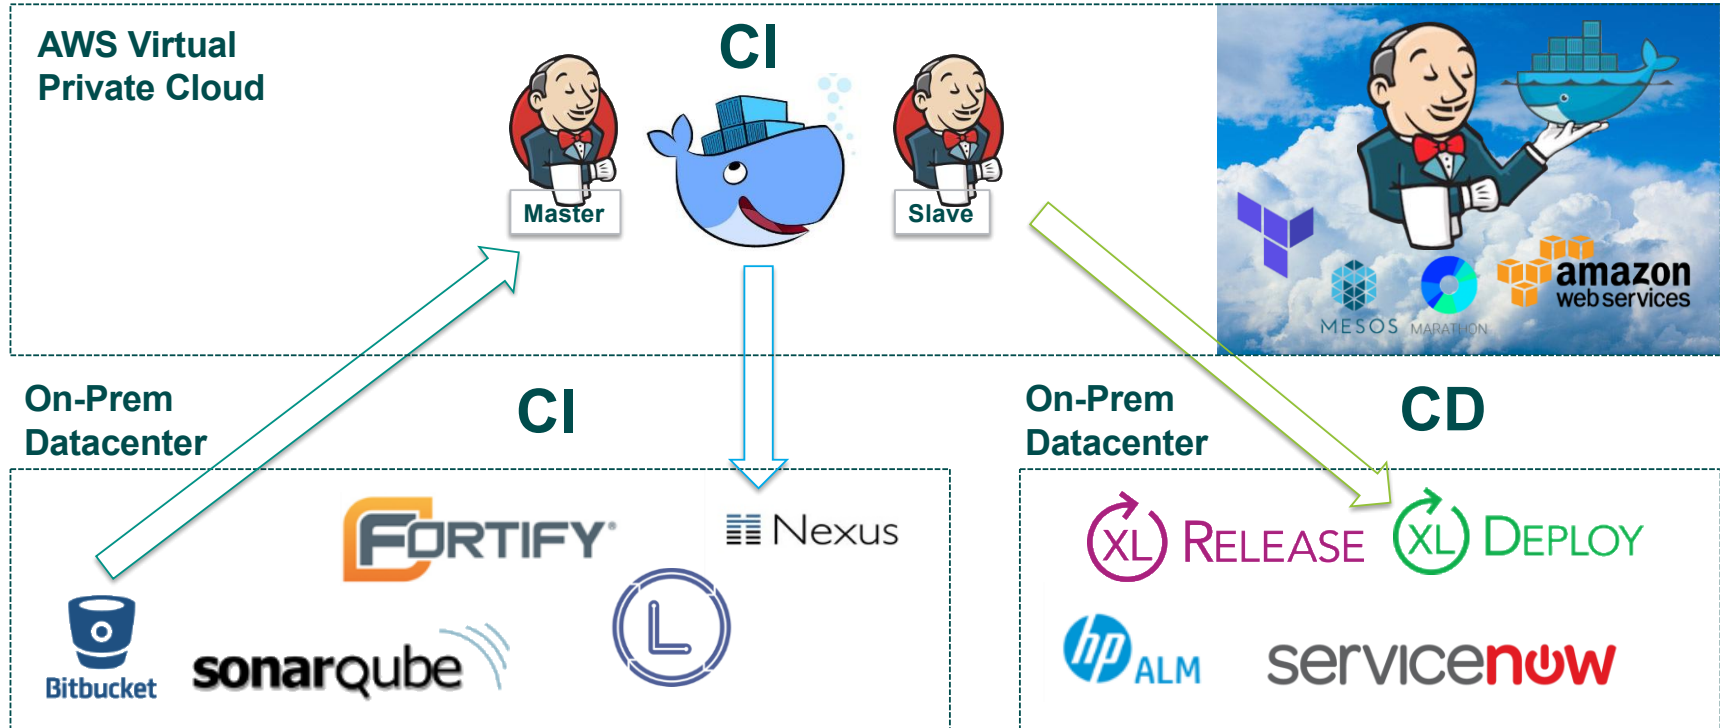 AWS Virtual
Private Cloud
CI
Master
Slave
MESOS
MARATHON
amazon
web services
On-Prem
Datacenter
CI
On-Prem
Datacenter
CD
FORTIFY®
Nexus
Bitbucket
sonarqube
L
XL RELEASE
XL DEPLOY
hp ALM
servicenow